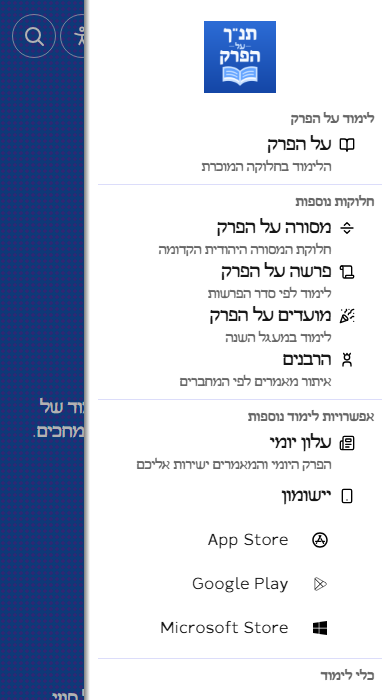 תנ"ך
על
הפרק
לימוד על הפרק
על הפרק
הלימוד בחלוקה המוכרת
חלוקות נוספות
מסורה על הפרק
חלוקת המסורה היהודית הקדומה
פרשה על הפרק
לימוד לפי סדר הפרשות
מועדים על הפרק
לימוד במעגל השנה
הרבנים
איתור מאמרים לפי המחברים
אפשרויות לימוד נוספות
עלון יומי
הפרק היומי והמאמרים ישירות אליכם
יישומון
App Store
Google Play
Microsoft Store
כלי לימוד
של